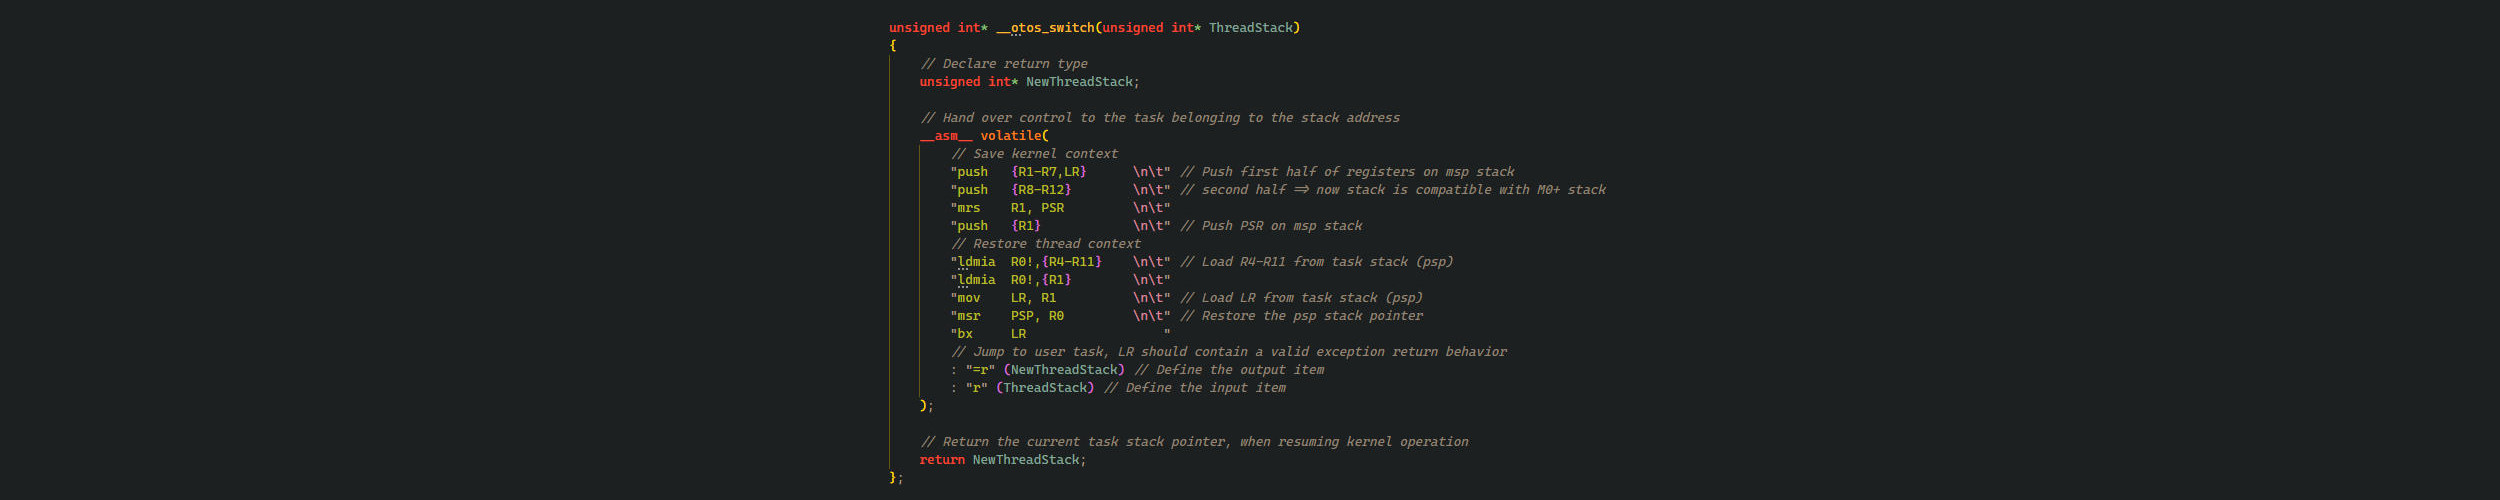 unsigned int* __otos_switch(unsigned int* ThreadStack)
{
    // Declare return type
    unsigned int* NewThreadStack;

    // Hand over control to the task belonging to the stack address
    __asm__ volatile(
        // Save kernel context
        "push   {R1-R7,LR}      \n\t" // Push first half of registers on msp stack
        "push   {R8-R12}        \n\t" // second half => now stack is compatible with M0+ stack
        "mrs    R1, PSR         \n\t"
        "push   {R1}            \n\t" // Push PSR on msp stack
        // Restore thread context
        "ldmia  R0!,{R4-R11}    \n\t" // Load R4-R11 from task stack (psp)
        "ldmia  R0!,{R1}        \n\t"
        "mov    LR, R1          \n\t" // Load LR from task stack (psp)
        "msr    PSP, R0         \n\t" // Restore the psp stack pointer
        "bx     LR                  "
        // Jump to user task, LR should contain a valid exception return behavior
        : "=r" (NewThreadStack) // Define the output item
        : "r" (ThreadStack) // Define the input item
    );

    // Return the current task stack pointer, when resuming kernel operation
    return NewThreadStack;
};